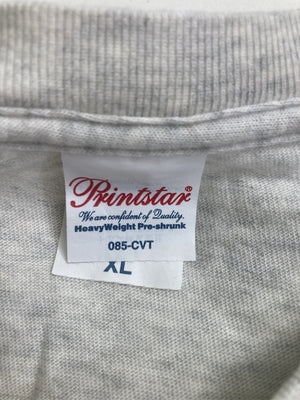 Printstar®
We are confident of Quality.
HeavyWeight Pre-shrunk
085-CVT
XL